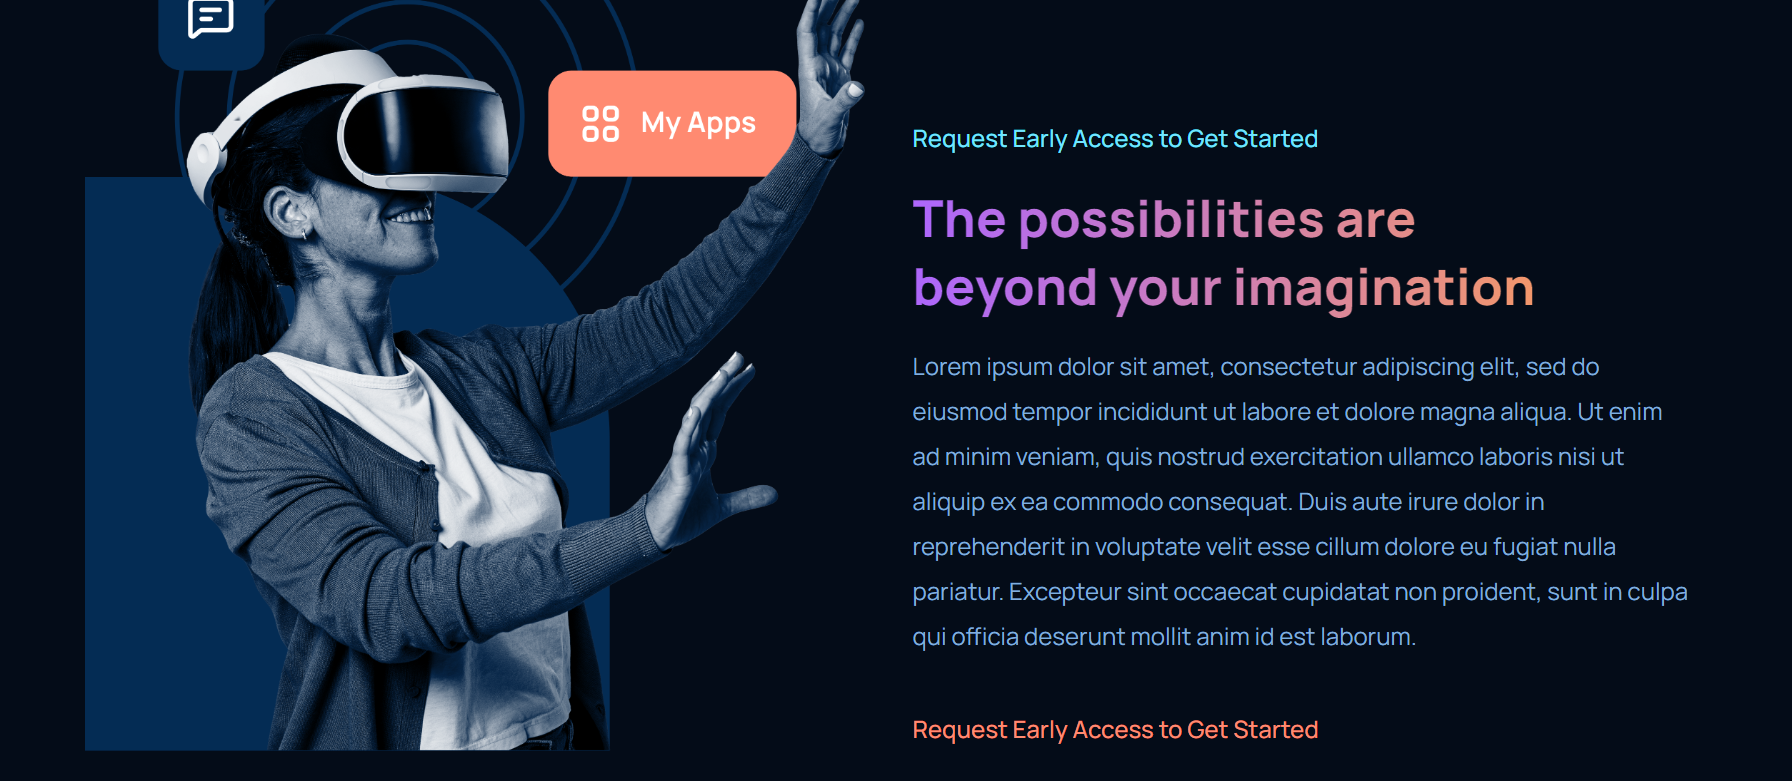 My Apps
Request Early Access to Get Started
The possibilities are
beyond your imagination
Lorem ipsum dolor sit amet, consectetur adipiscing elit, sed do
eiusmod tempor incididunt ut labore et dolore magna aliqua. Ut enim
ad minim veniam, quis nostrud exercitation ullamco laboris nisi ut
aliquip ex ea commodo consequat. Duis aute irure dolor in
reprehenderit in voluptate velit esse cillum dolore eu fugiat nulla
pariatur. Excepteur sint occaecat cupidatat non proident, sunt in culpa
qui officia deserunt mollit anim id est laborum.
Request Early Access to Get Started